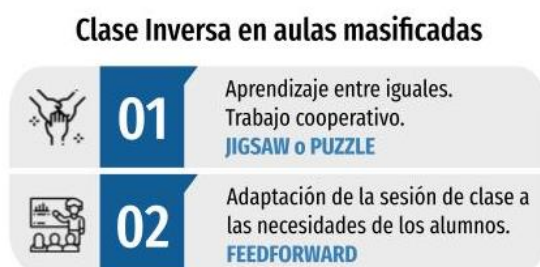 Clase Inversa en aulas masificadas
01
Aprendizaje entre iguales.
Trabajo cooperativo.
JIGSAW o PUZZLE
02
Adaptación de la sesión de clase a
las necesidades de los alumnos.
FEEDFORWARD